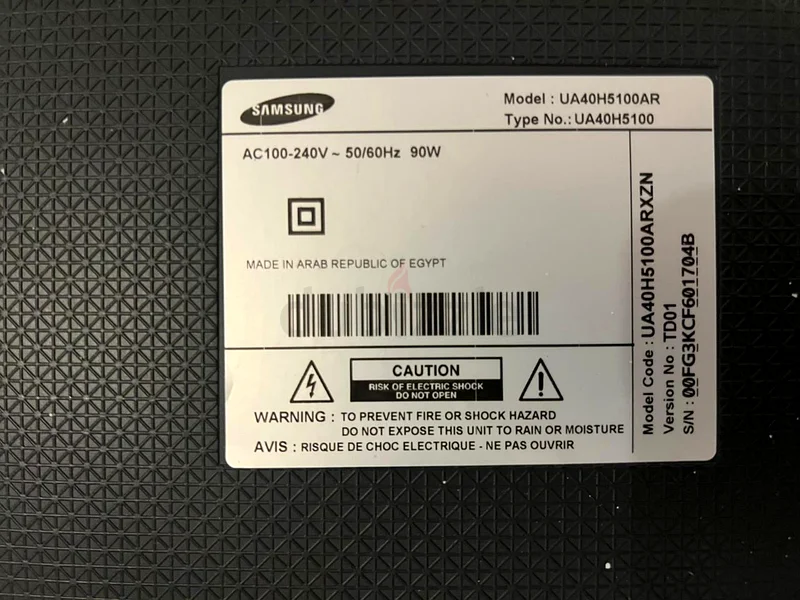 SAMSUNG
Model : UA40H5100AR
Type No.: UA40H5100
AC100-240V ~ 50/60Hz 90W
MADE IN ARAB REPUBLIC OF EGYPT
CAUTION
RISK OF ELECTRIC SHOCK
DO NOT OPEN
WARNING : TO PREVENT FIRE OR SHOCK HAZARD
DO NOT EXPOSE THIS UNIT TO RAIN OR MOISTURE
AVIS : RISQUE DE CHOC ELECTRIQUE - NE PAS OUVRIR
Model Code : UA40H5100ARXZN
Version No : TD01
S/N : 00FG3KCF601704B